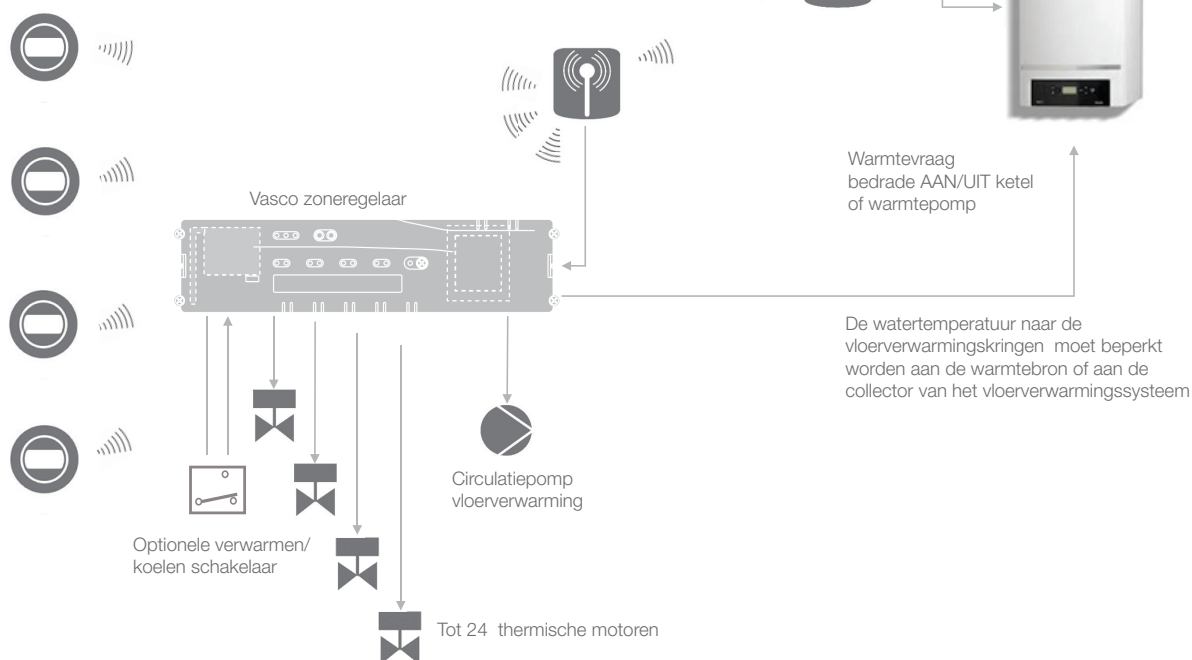 Vasco zoneregelaar
Warmtevraag
bedrade AAN/UIT ketel
of warmtepomp
De watertemperatuur naar de
vloerverwarmingskringen moet beperkt
worden aan de warmtebron of aan de
collector van het vloerverwarmingssysteem
Circulatiepomp
vloerverwarming
Optionele verwarmen/
koelen schakelaar
Tot 24 thermische motoren